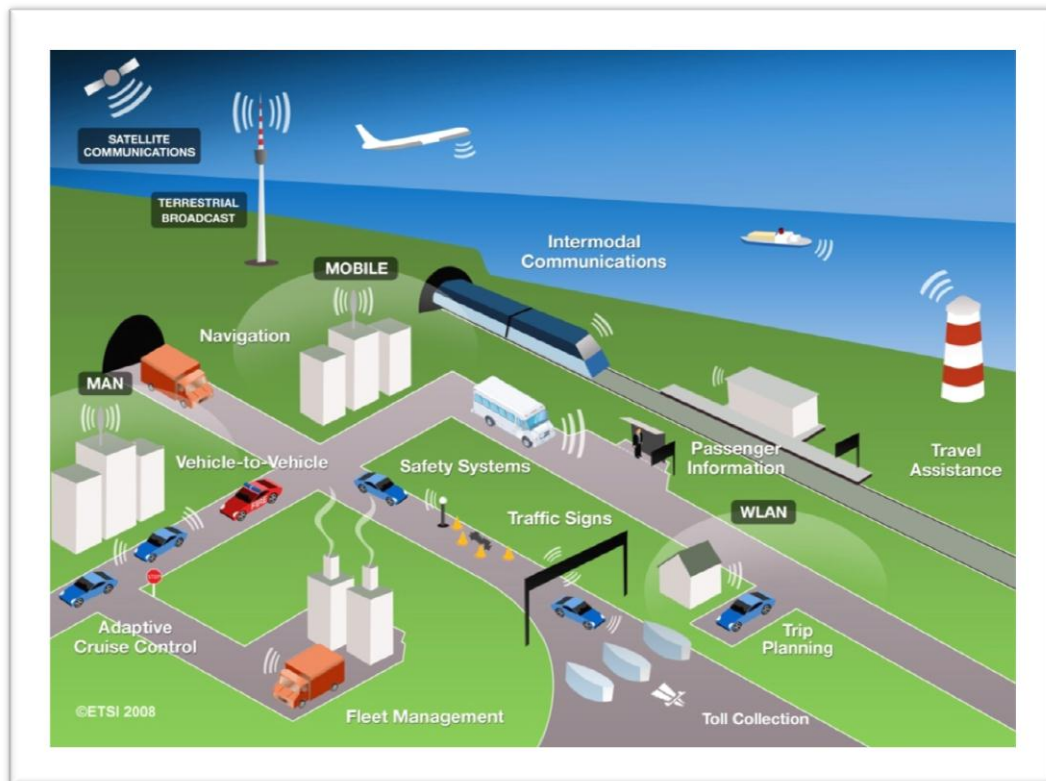 SATELLITE
COMMUNICATIONS
TERRESTRIAL
BROADCAST
Intermodal
Communications
MOBILE
Navigation
MAN
Vehicle-to-Vehicle
Safety Systems
Passenger
Information
Travel
Assistance
Traffic Signs
WLAN
STOP
Adaptive
Cruise Control
Trip
Planning
©ETSI 2008
Fleet Management
Toll Collection